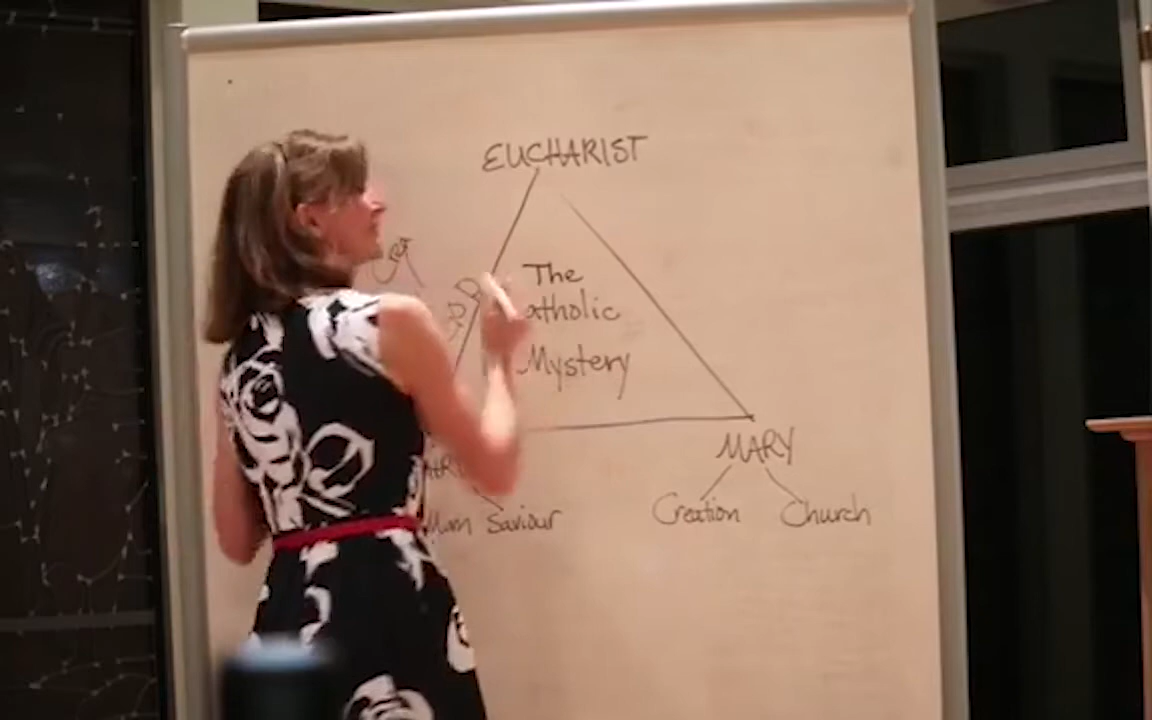 EUCHARIST
The
atholic
Mystery
MARY
Saviour
Creation
Church